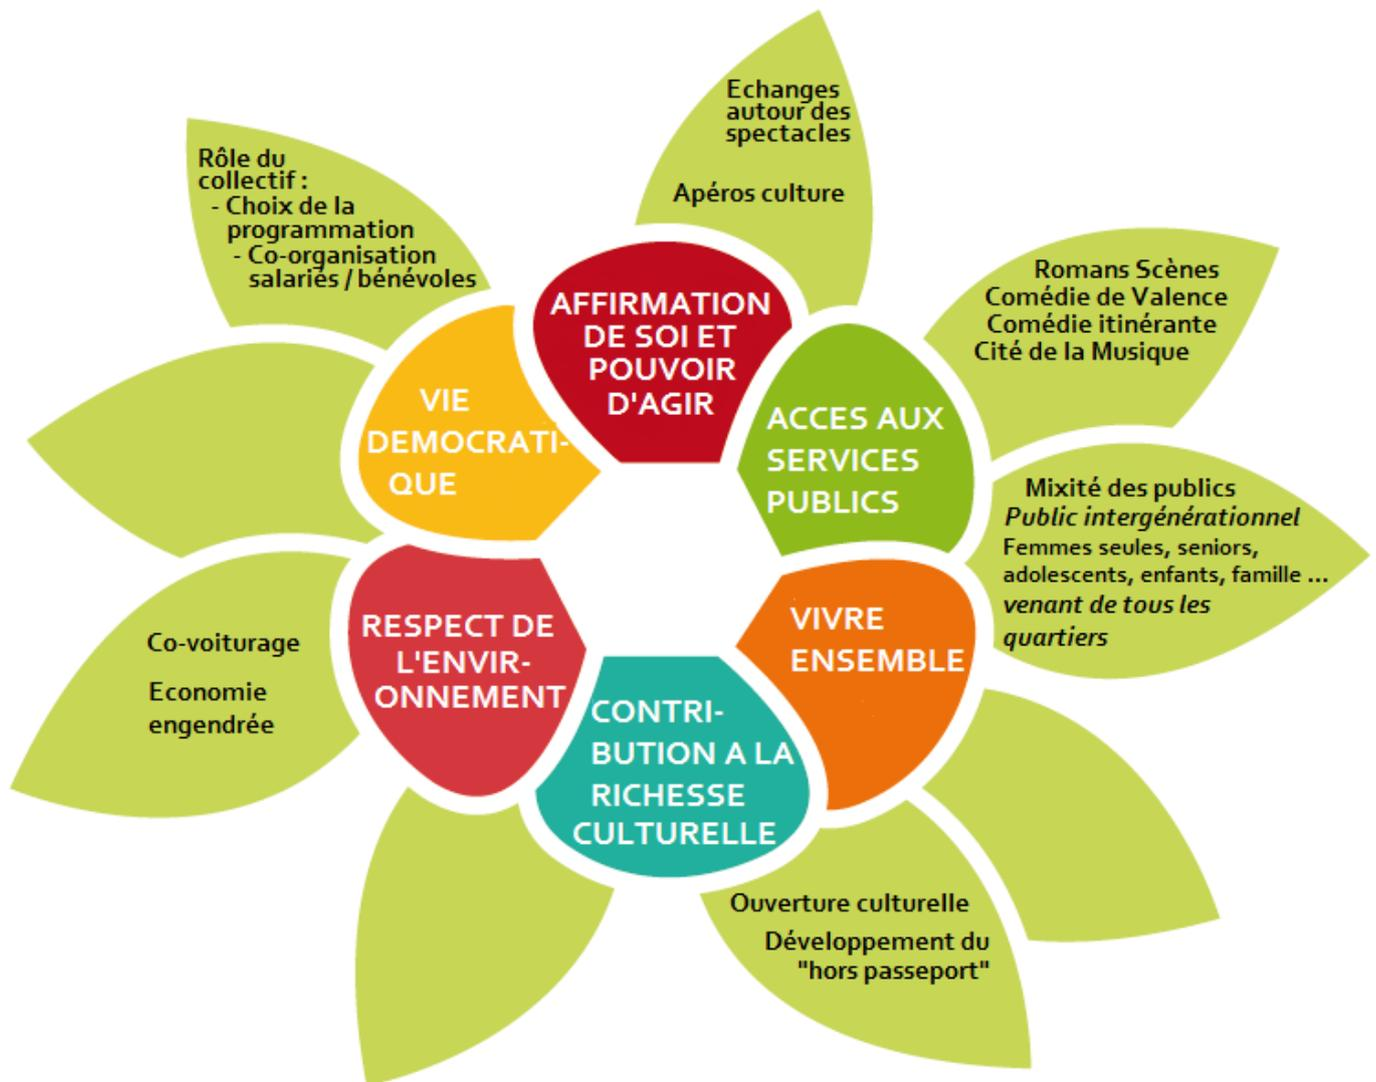 Echanges
autour des
spectacles
Apéros culture
Rôle du
collectif :
- Choix de la
programmation
- Co-organisation
salariés / bénévoles
Romans Scènes
Comédie de Valence
Comédie itinérante
Cité de la Musique
AFFIRMATION
DE SOI ET
POUVOIR
D'AGIR
VIE
DEMOCRATI-
QUE
ACCES AUX
SERVICES
PUBLICS
Mixité des publics
Public intergénérationnel
Femmes seules, seniors,
adolescents, enfants, famille ...
venant de tous les
quartiers
RESPECT DE
L'ENVIR-
ONNEMENT
VIVRE
ENSEMBLE
Co-voiturage
Economie
engendrée
CONTRI-
BUTION A LA
RICHESSE
CULTURELLE
Ouverture culturelle
Développement du
"hors passeport"